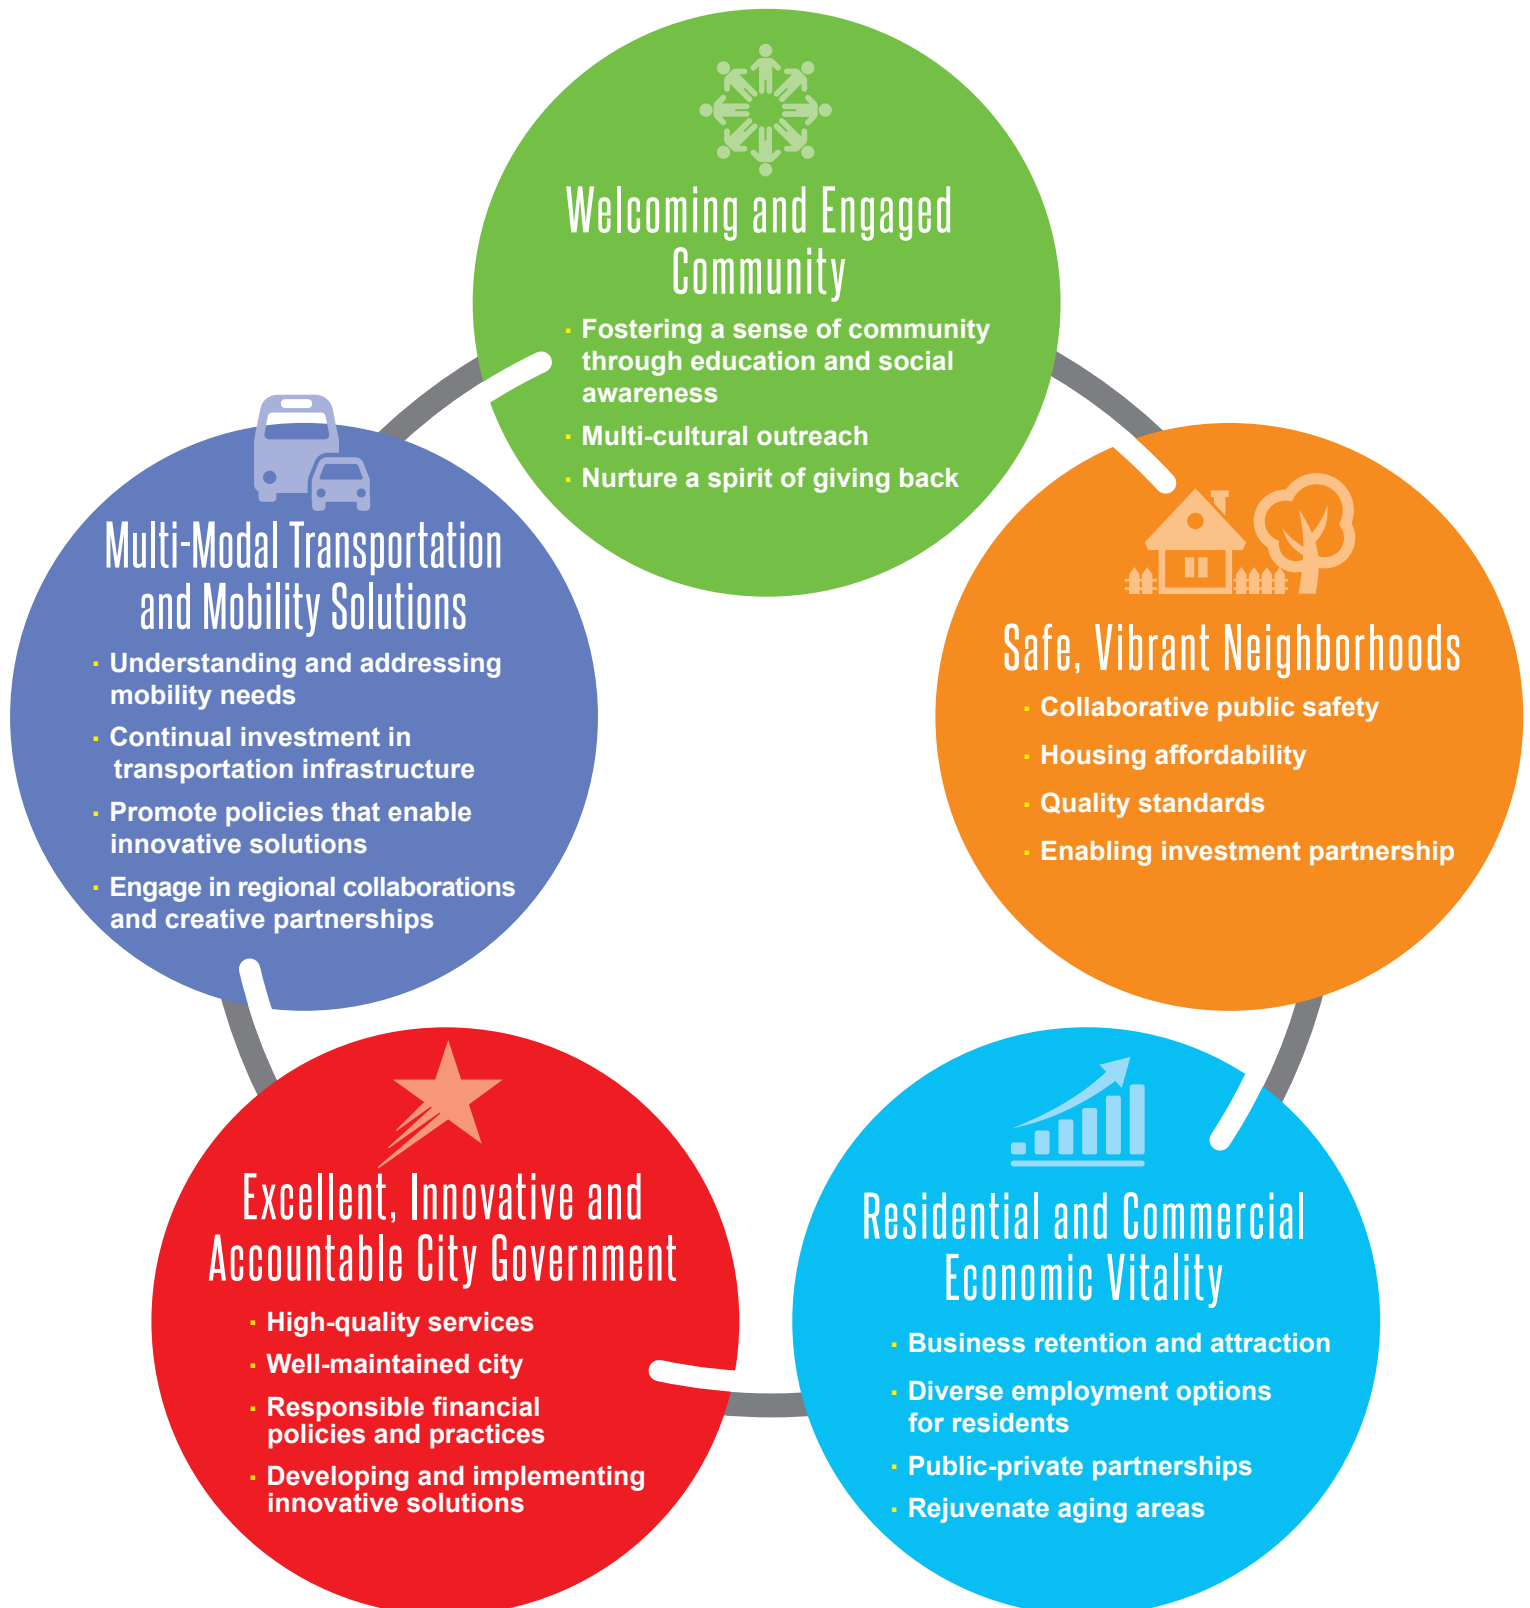 Welcoming and Engaged
Community
· Fostering a sense of community
through education and social
awareness
· Multi-cultural outreach
· Nurture a spirit of giving back
Multi-Modal Transportation
and Mobility Solutions
· Understanding and addressing
mobility needs
· Continual investment in
transportation infrastructure
· Promote policies that enable
innovative solutions
· Engage in regional collaborations
and creative partnerships
Safe, Vibrant Neighborhoods
· Collaborative public safety
· Housing affordability
· Quality standards
· Enabling investment partnership
Excellent, Innovative and
Accountable City Government
· High-quality services
· Well-maintained city
· Responsible financial
policies and practices
· Developing and implementing
innovative solutions
Residential and Commercial
Economic Vitality
· Business retention and attraction
· Diverse employment options
for residents
· Public-private partnerships
· Rejuvenate aging areas